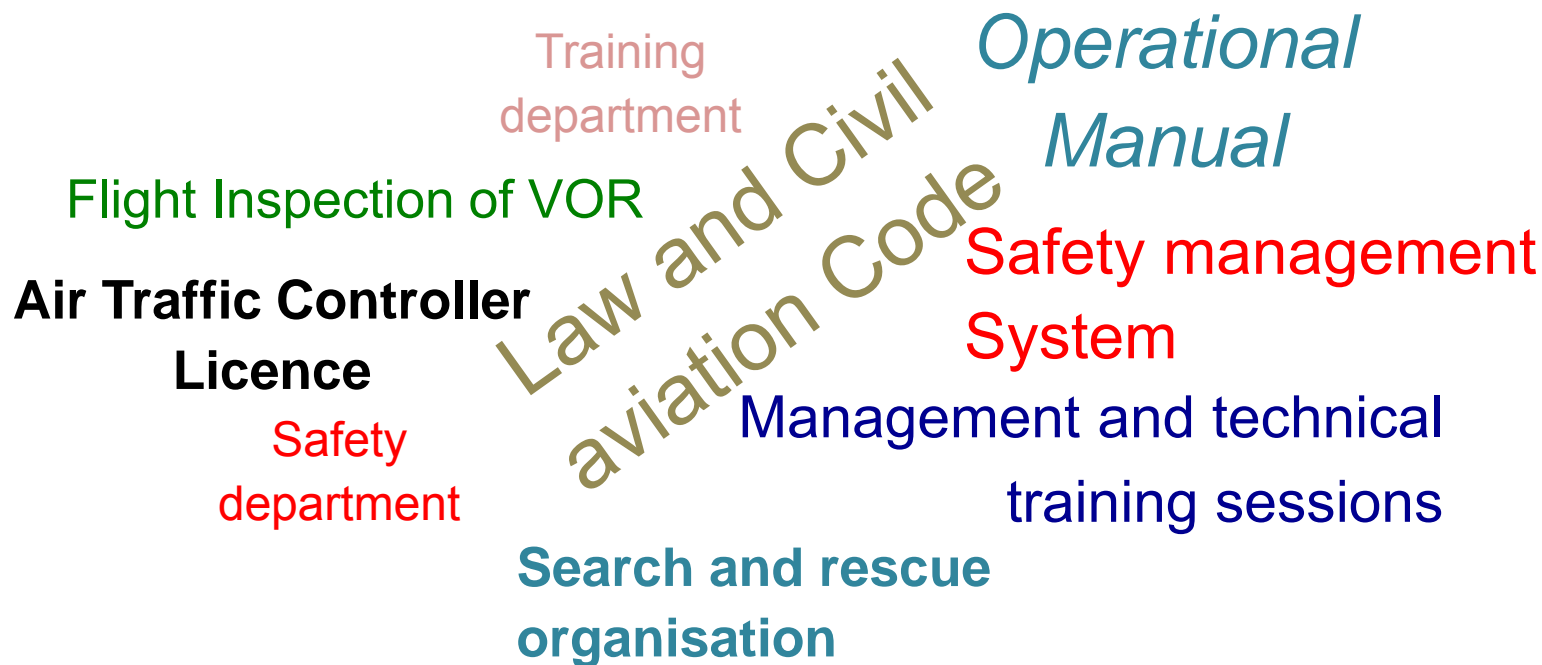 Training
department
Operational
Manual
Law and Civil
aviation Code
Flight Inspection of VOR
Safety management
System
Air Traffic Controller
Licence
Management and technical
training sessions
Safety
department
Search and rescue
organisation